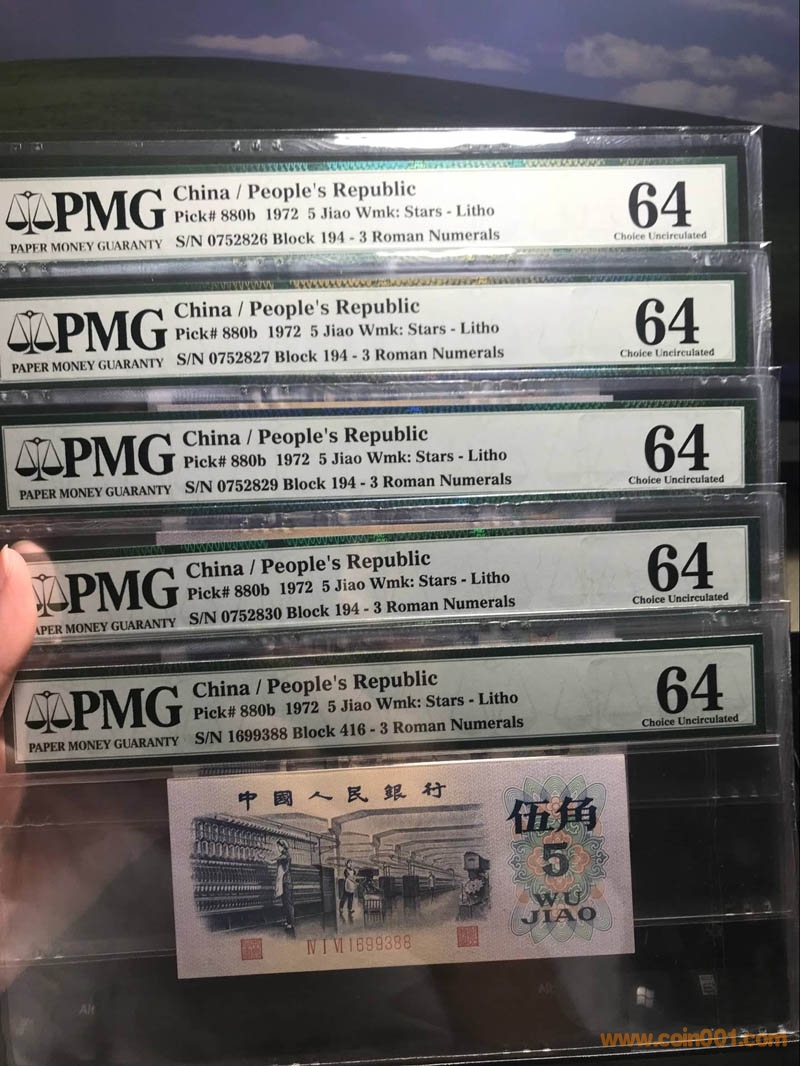 PMG
PAPER MONEY GUARANTY
China / People's Republic
Pick# 880b 1972 5 Jiao Wmk: Stars - Litho
S/N 0752826 Block 194 - 3 Roman Numerals
64
Choice Uncirculated
PMG
PAPER MONEY GUARANTY
China / People's Republic
Pick# 880b 1972 5 Jiao Wmk: Stars - Litho
S/N 0752827 Block 194 - 3 Roman Numerals
64
Choice Uncirculated
PMG
PAPER MONEY GUARANTY
China / People's Republic
Pick# 880b 1972 5 Jiao Wmk: Stars - Litho
S/N 0752829 Block 194 - 3 Roman Numerals
64
Choice Uncirculated
PMG
PAPER MONEY GUARANTY
China / People's Republic
Pick# 880b 1972 5 Jiao Wmk: Stars - Litho
S/N 0752830 Block 194 - 3 Roman Numerals
64
Choice Uncirculated
PMG
PAPER MONEY GUARANTY
China / People's Republic
Pick# 880b 1972 5 Jiao Wmk: Stars - Litho
S/N 1699388 Block 416 - 3 Roman Numerals
64
Choice Uncirculated
中國人民銀行
伍角
5
WU
JIAO
IV I VI 1699388
Alt
www.coin001.com